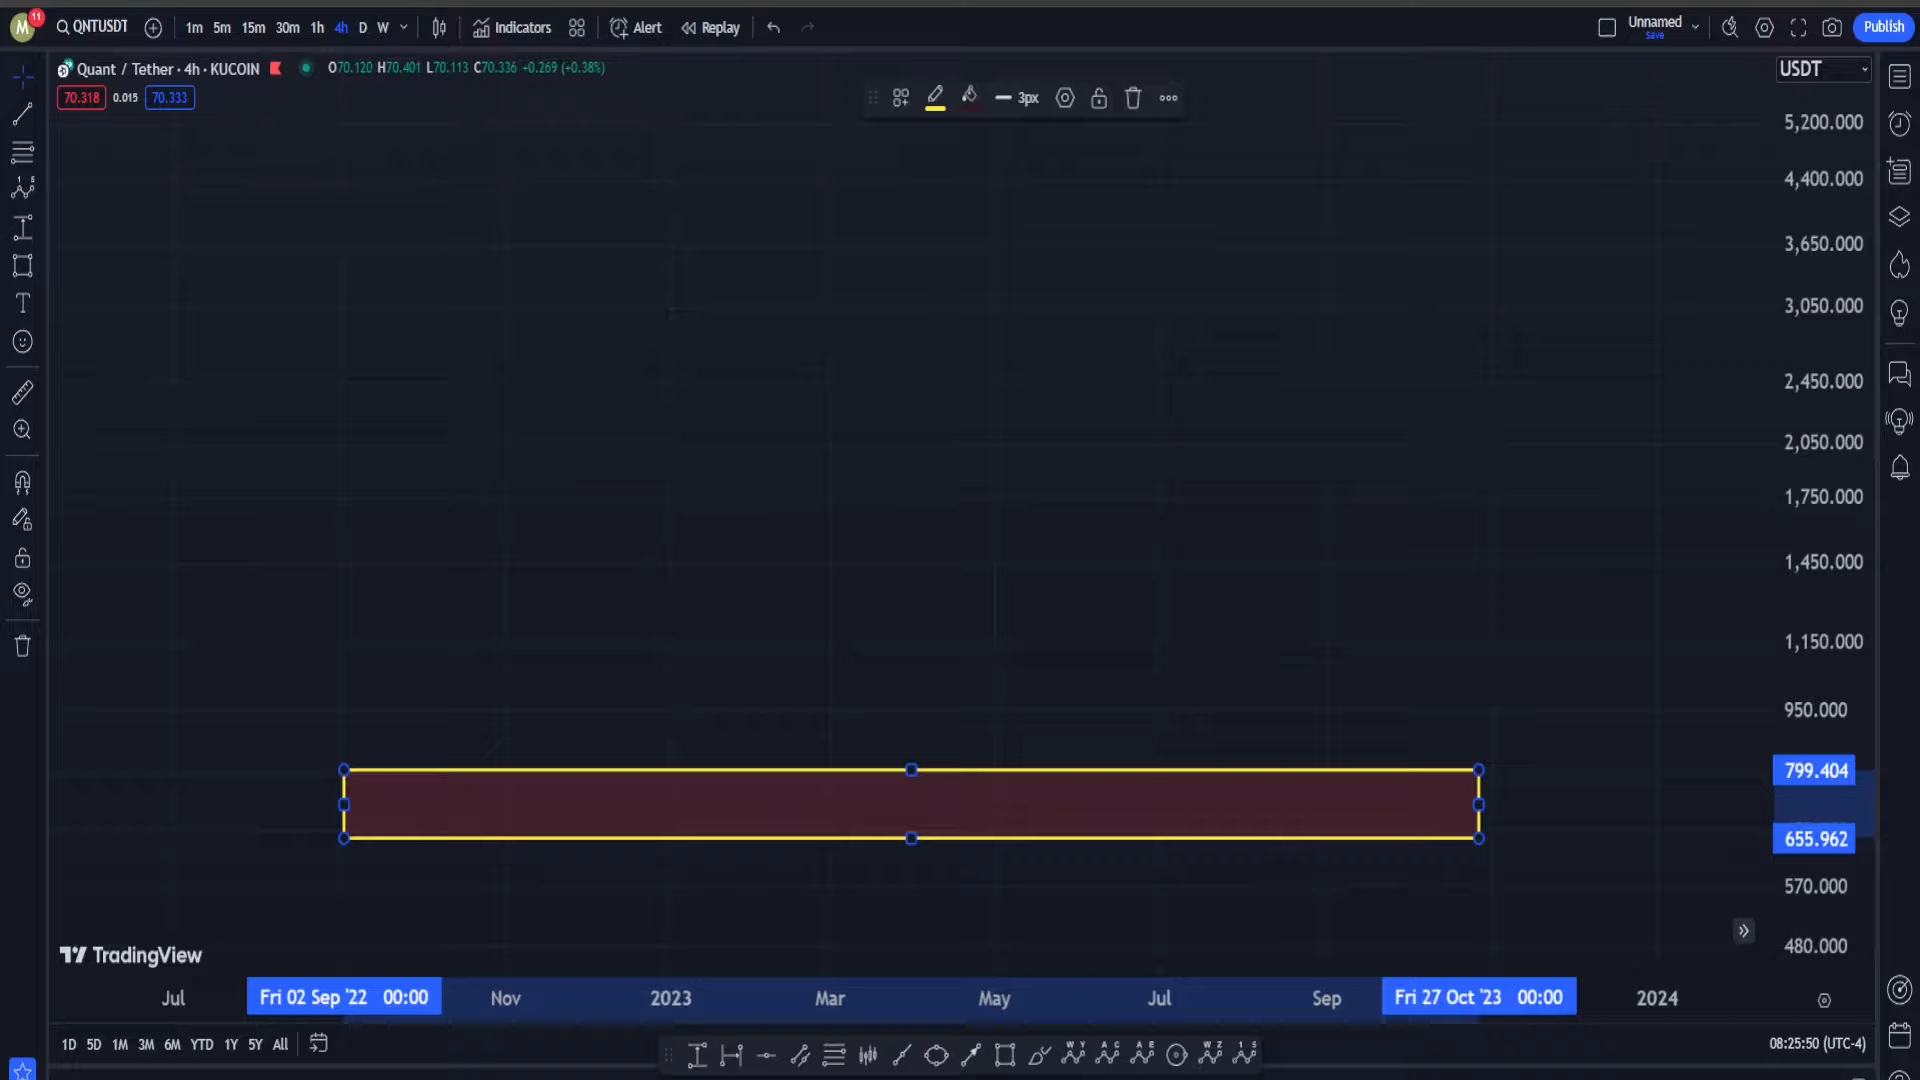 M 11 QNTUSDT 1m 5m 15m 30m 1h 4h D W Indicators Alert Replay Unnamed Save Publish
Quant / Tether · 4h · KUCOIN O70.120 H70.401 L70.113 C70.336 +0.269 (+0.38%) USDT
70.318 0.015 70.333 3px
5,200.000
4,400.000
3,650.000
3,050.000
2,450.000
2,050.000
1,750.000
1,450.000
1,150.000
950.000
799.404
655.962
570.000
480.000
TradingView
Jul Fri 02 Sep '22 00:00 Nov 2023 Mar May Jul Sep Fri 27 Oct '23 00:00 2024
1D 5D 1M 3M 6M YTD 1Y 5Y All 08:25:50 (UTC-4)